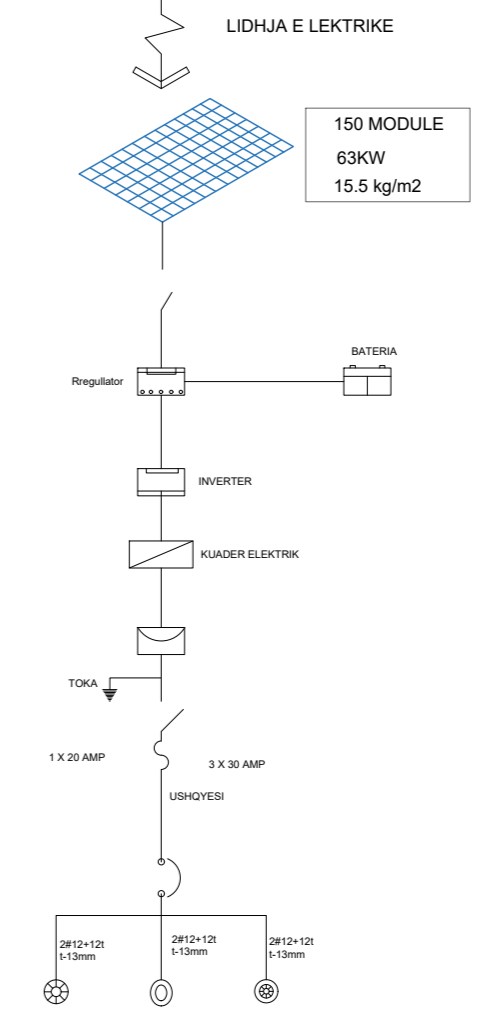 LIDHJA E LEKTRIKE
150 MODULE
63KW
15.5 kg/m2
BATERIA
Rregullator
INVERTER
KUADER ELEKTRIK
TOKA
1 X 20 AMP
3 X 30 AMP
USHQYESI
2#12+12t
t-13mm
2#12+12t
t-13mm
2#12+12t
t-13mm